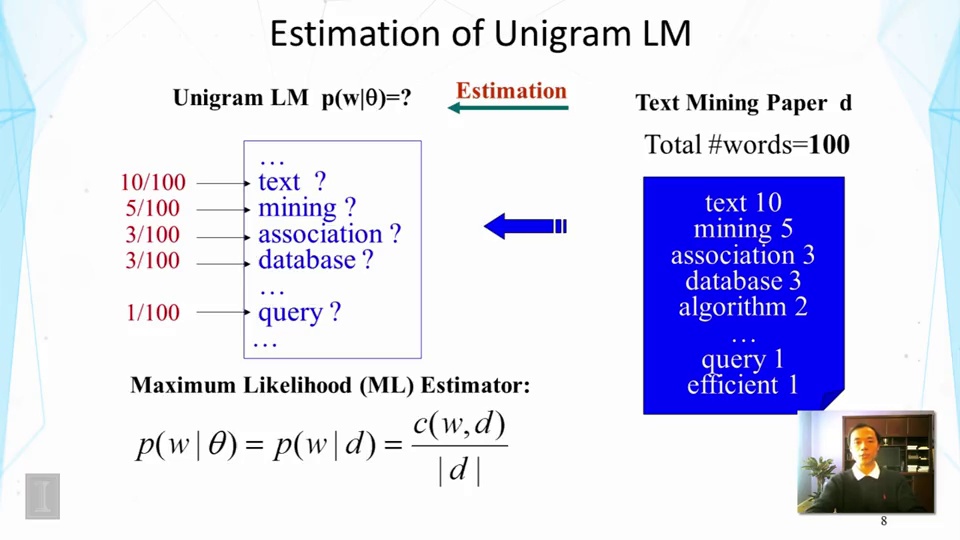 Estimation of Unigram LM
Unigram LM p(w|θ)=?
Estimation
Text Mining Paper d
Total #words=100
…
10/100 text ?
5/100 mining ?
3/100 association ?
3/100 database ?
…
1/100 query ?
…
text 10
mining 5
association 3
database 3
algorithm 2
…
query 1
efficient 1
Maximum Likelihood (ML) Estimator:
p(w | θ) = p(w | d) = c(w,d) / | d |
I
8